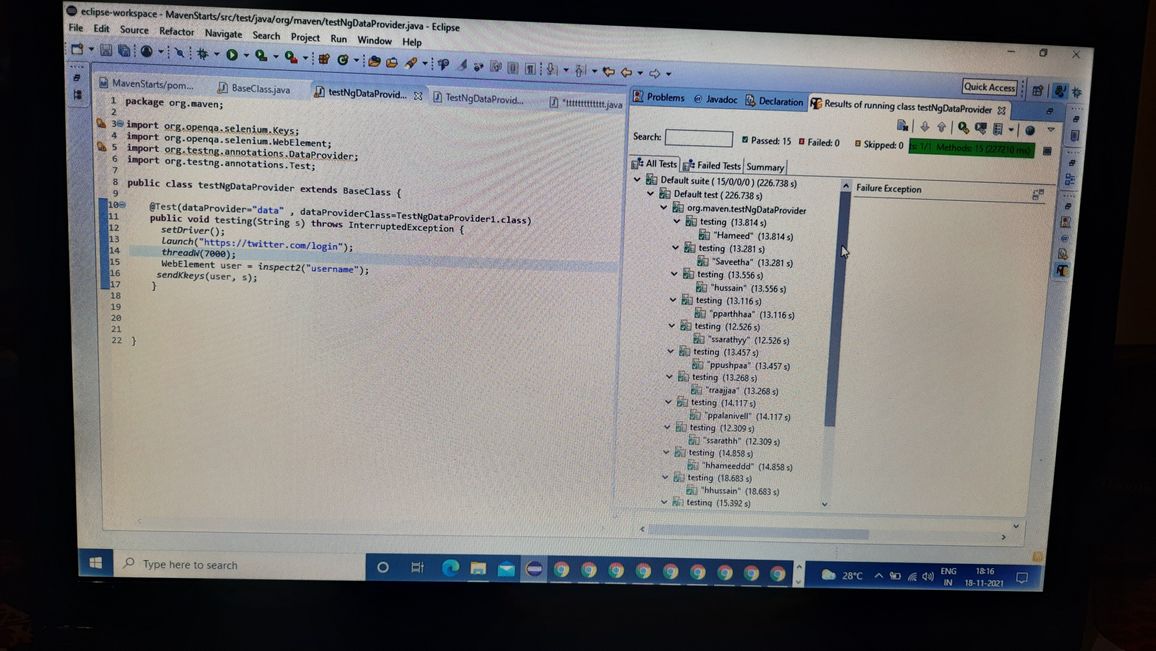 eclipse-workspace - MavenStarts/src/test/java/org/maven/testNgDataProvider.java - Eclipse
File Edit Source Refactor Navigate Search Project Run Window Help
Quick Access
MavenStarts/pom... BaseClass.java testNgDataProvid... TestNgDataProvid... *tttttttttttttt.java
1 package org.maven;
2
3 import org.openqa.selenium.Keys;
4 import org.openqa.selenium.WebElement;
5 import org.testng.annotations.DataProvider;
6 import org.testng.annotations.Test;
7
8 public class testNgDataProvider extends BaseClass {
9
10 @Test(dataProvider="data" , dataProviderClass=TestNgDataProvider1.class)
11 public void testing(String s) throws InterruptedException {
12 setDriver();
13 launch("https://twitter.com/login");
14 threadW(7000);
15 WebElement user = inspect2("username");
16 sendKkeys(user, s);
17 }
18
19
20
21
22 }
Problems Javadoc Declaration Results of running class testNgDataProvider
Search: Passed: 15 Failed: 0 Skipped: 0 s: 1/1 Methods: 15 (227210 ms)
All Tests Failed Tests Summary
Failure Exception
Default suite ( 15/0/0/0 ) (226.738 s)
Default test ( 226.738 s)
org.maven.testNgDataProvider
testing (13.814 s)
"Hameed" (13.814 s)
testing (13.281 s)
"Saveetha" (13.281 s)
testing (13.556 s)
"hussain" (13.556 s)
testing (13.116 s)
"pparthhaa" (13.116 s)
testing (12.526 s)
"ssarathyy" (12.526 s)
testing (13.457 s)
"ppushpaa" (13.457 s)
testing (13.268 s)
"rraajjaa" (13.268 s)
testing (14.117 s)
"ppalanivell" (14.117 s)
testing (12.309 s)
"ssarathh" (12.309 s)
testing (14.858 s)
"hhameeddd" (14.858 s)
testing (18.683 s)
"hhussain" (18.683 s)
testing (15.392 s)
Type here to search
28°C
ENG
IN
18:16
18-11-2021